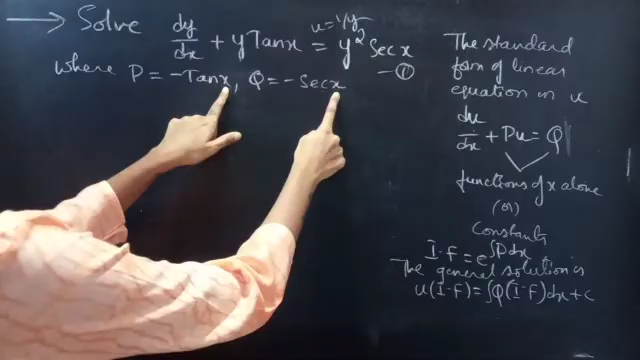 → Solve dy/dx + y Tanx = y² Sec x
u = 1/y
— ①
where P = - Tanx, Q = - Sec x
The standard
form of linear
equation in u
du/dx + Pu = Q
functions of x alone
(or)
Constants
I.F = e^∫Pdx
The general solution is
u(I.F) = ∫Q(I.F)dx + c